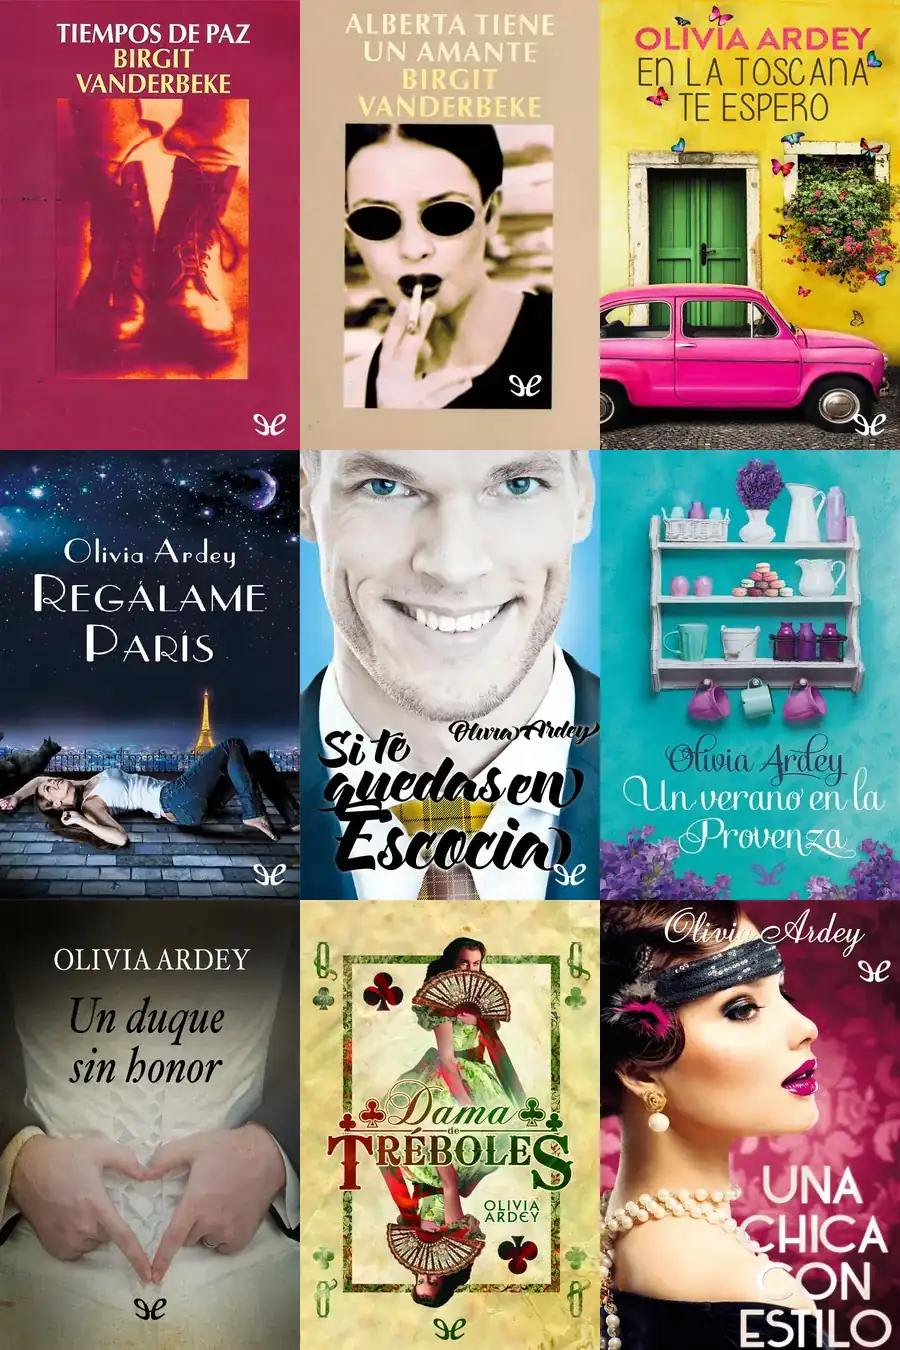 TIEMPOS DE PAZ
BIRGIT
VANDERBEKE
ALBERTA TIENE
UN AMANTE
BIRGIT
VANDERBEKE
OLIVIA ARDEY
EN LA TOSCANA
TE ESPERO
Olivia Ardey
REGÁLAME
PARÍS
Olivia Ardey
Si te
quedas en
Escocia
Olivia Ardey
Un verano en la
Provenza
OLIVIA ARDEY
Un duque
sin honor
Q
Q
Dama
de
TRÉBOLES
OLIVIA
ARDEY
Q
Q
Olivia Ardey
UNA
CHICA
CON
ESTILO